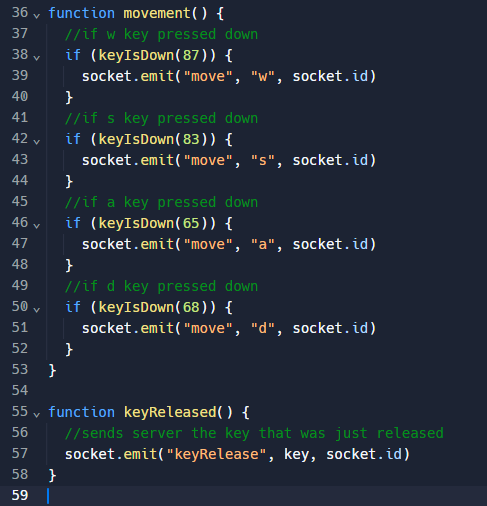 36 function movement() {
37 //if w key pressed down
38 if (keyIsDown(87)) {
39 socket.emit("move", "w", socket.id)
40 }
41 //if s key pressed down
42 if (keyIsDown(83)) {
43 socket.emit("move", "s", socket.id)
44 }
45 //if a key pressed down
46 if (keyIsDown(65)) {
47 socket.emit("move", "a", socket.id)
48 }
49 //if d key pressed down
50 if (keyIsDown(68)) {
51 socket.emit("move", "d", socket.id)
52 }
53 }
54
55 function keyReleased() {
56 //sends server the key that was just released
57 socket.emit("keyRelease", key, socket.id)
58 }
59